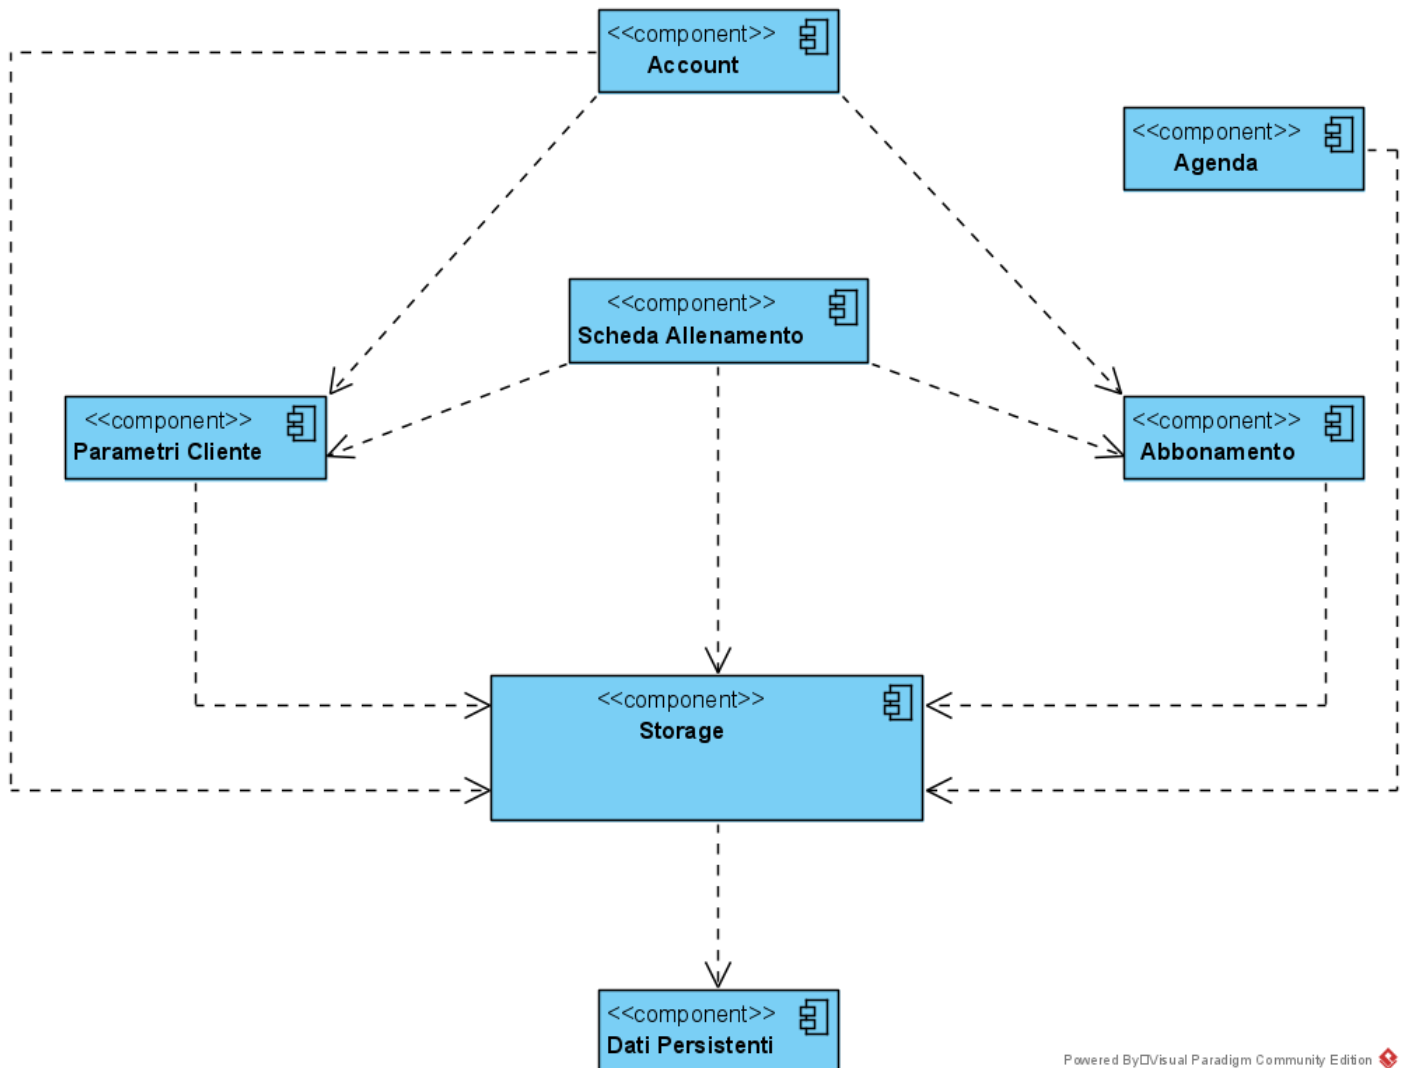 <<component>>
Account
<<component>>
Agenda
<<component>>
Scheda Allenamento
<<component>>
Parametri Cliente
<<component>>
Abbonamento
<<component>>
Storage
<<component>>
Dati Persistenti
Powered By□Visual Paradigm Community Edition